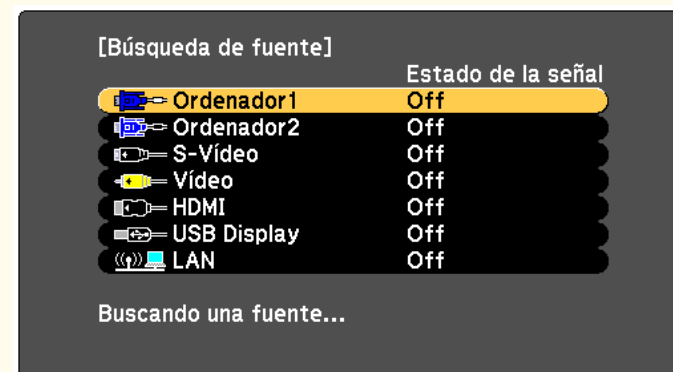 [Búsqueda de fuente]
Estado de la señal
Ordenador1 Off
Ordenador2 Off
S-Vídeo Off
Vídeo Off
HDMI Off
USB Display Off
LAN Off
Buscando una fuente...